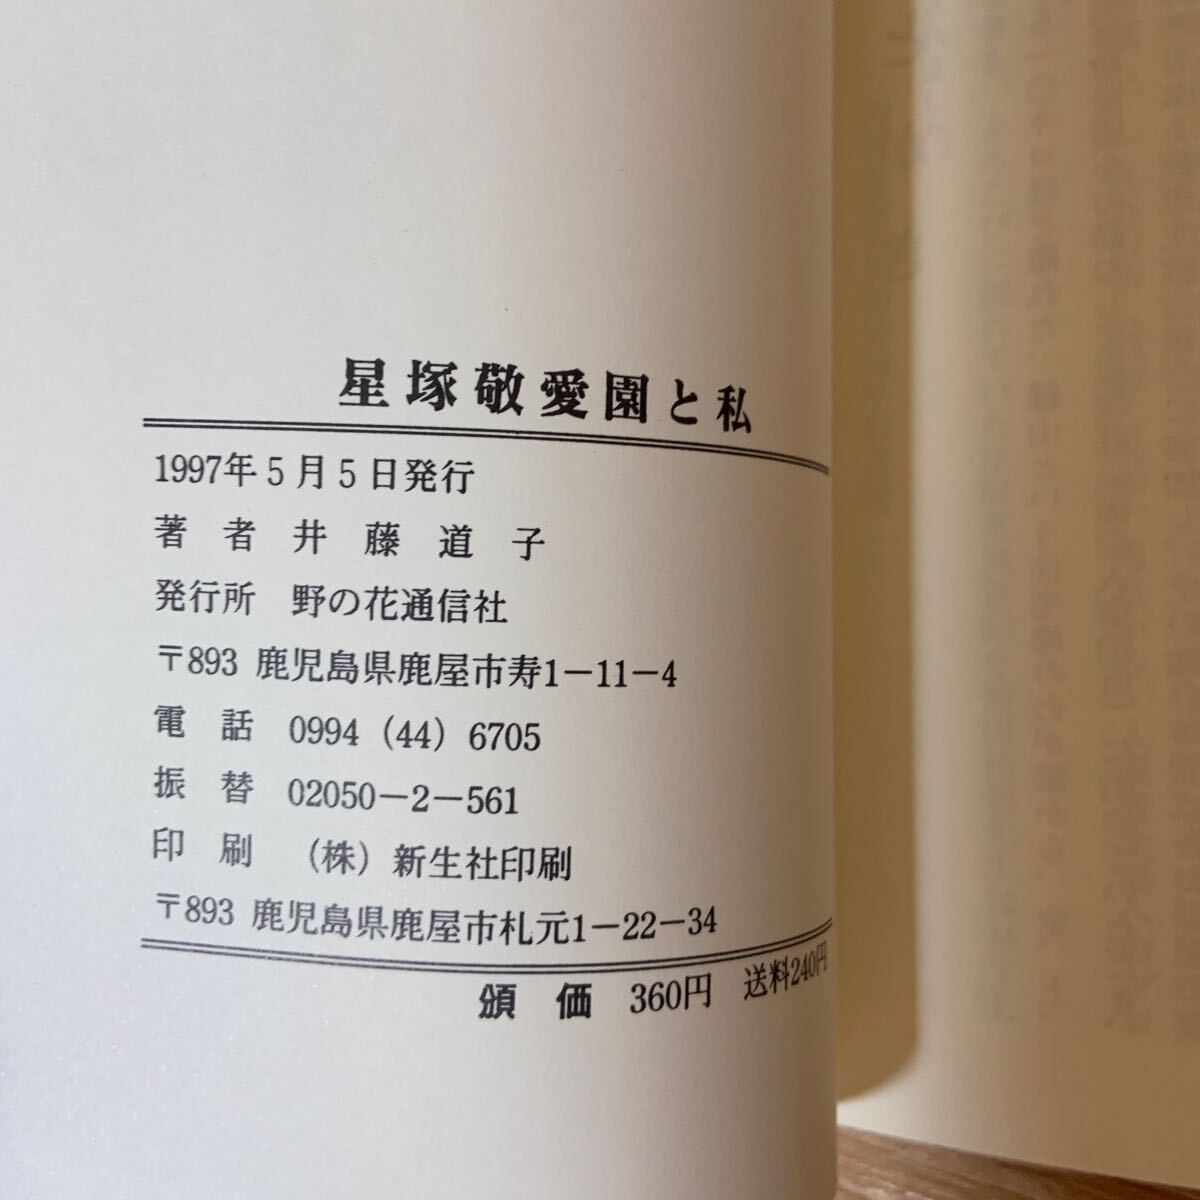 星塚敬愛園と私
1997年5月5日発行
著者 井藤道子
発行所 野の花通信社
〒893 鹿児島県鹿屋市寿1−11−4
電話 0994(44)6705
振替 02050−2−561
印刷 (株)新生社印刷
〒893 鹿児島県鹿屋市札元1−22−34
頒価 360円 送料240円